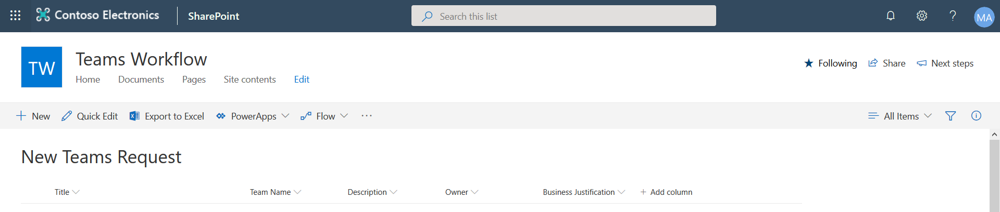 Contoso Electronics SharePoint Search this list ? MA
TW
Teams Workflow
Home Documents Pages Site contents Edit
Following Share Next steps
+ New Quick Edit Export to Excel PowerApps Flow ... All Items
New Teams Request
Title Team Name Description Owner Business Justification + Add column